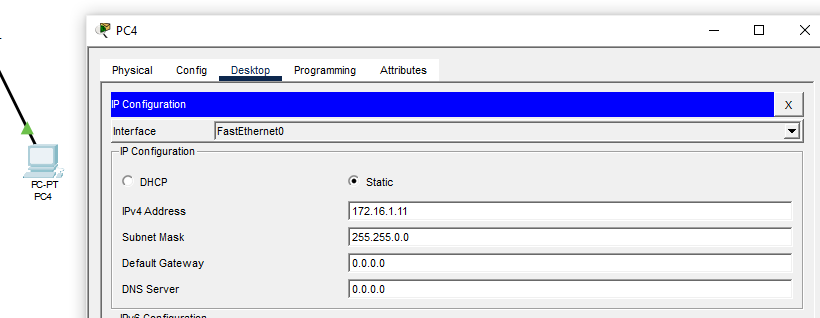 PC4
Physical Config Desktop Programming Attributes
IP Configuration X
Interface FastEthernet0
IP Configuration
DHCP Static
IPv4 Address 172.16.1.11
Subnet Mask 255.255.0.0
Default Gateway 0.0.0.0
DNS Server 0.0.0.0
IPv6 Configuration
PC-PT
PC4